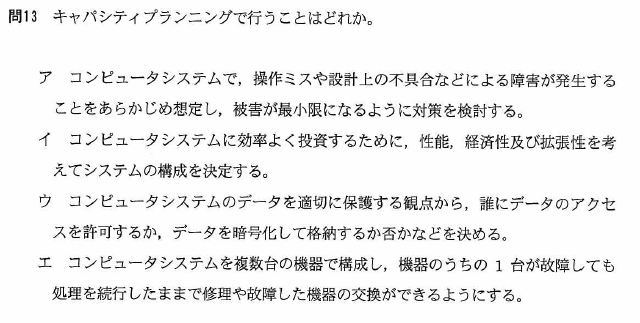 問13 キャパシティプランニングで行うことはどれか。
ア コンピュータシステムで，操作ミスや設計上の不具合などによる障害が発生する
ことをあらかじめ想定し，被害が最小限になるように対策を検討する。
イ コンピュータシステムに効率よく投資するために，性能，経済性及び拡張性を考
えてシステムの構成を決定する。
ウ コンピュータシステムのデータを適切に保護する観点から，誰にデータのアクセ
スを許可するか，データを暗号化して格納するか否かなどを決める。
エ コンピュータシステムを複数台の機器で構成し，機器のうちの 1 台が故障しても
処理を続行したままで修理や故障した機器の交換ができるようにする。